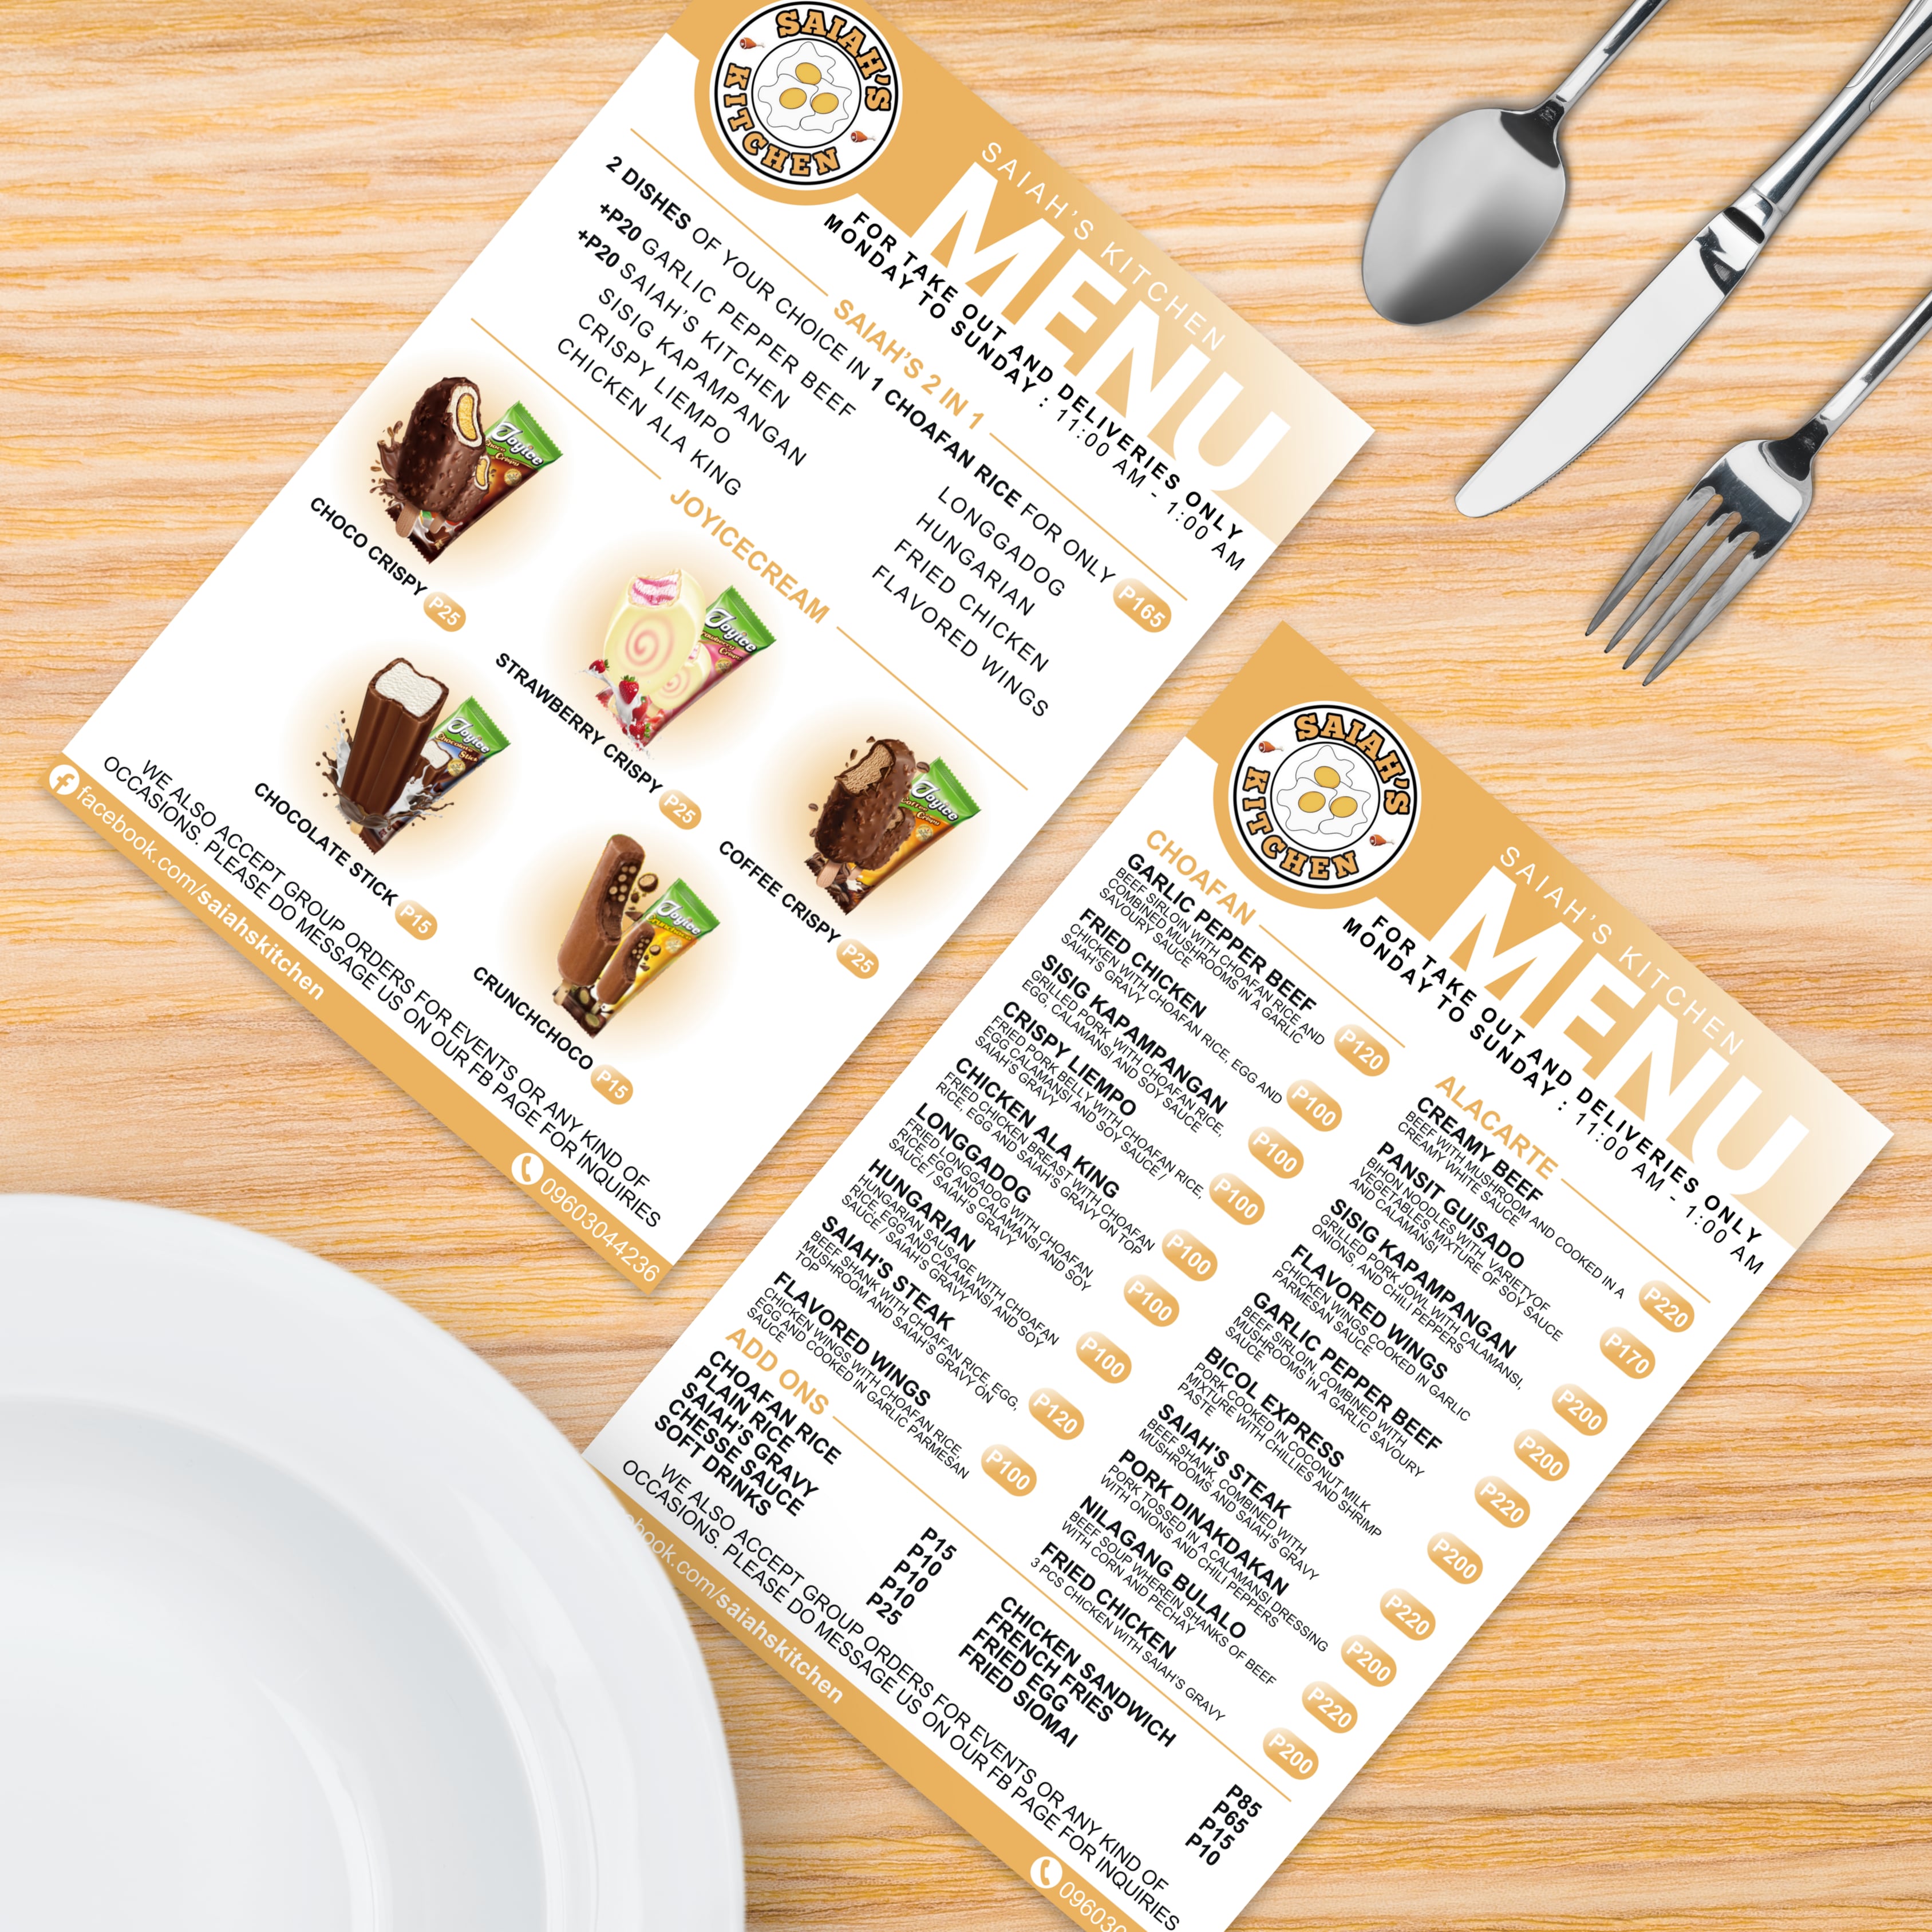 SAIAH'S
KITCHEN
SAIAH'S KITCHEN
MENU
FOR TAKE OUT AND DELIVERIES ONLY
MONDAY TO SUNDAY : 11:00 AM - 1:00 AM
SAIAH'S 2 IN 1
2 DISHES OF YOUR CHOICE IN 1 CHOAFAN RICE FOR ONLY P165
+P20 GARLIC PEPPER BEEF
+P20 SAIAH'S KITCHEN
SISIG KAPAMPANGAN
CRISPY LIEMPO
CHICKEN ALA KING
LONGGADOG
HUNGARIAN
FRIED CHICKEN
FLAVORED WINGS
JOYICECREAM
Joyice
CHOCO CRISPY P25
Joyice
STRAWBERRY CRISPY P25
Joyice
COFFEE CRISPY P25
Joyice
CHOCOLATE STICK P15
Joyice
CRUNCHCHOCO P15
WE ALSO ACCEPT GROUP ORDERS FOR EVENTS OR ANY KIND OF
OCCASIONS. PLEASE DO MESSAGE US ON OUR FB PAGE FOR INQUIRIES
facebook.com/saiahskitchen
09603044236
SAIAH'S
KITCHEN
SAIAH'S KITCHEN
MENU
FOR TAKE OUT AND DELIVERIES ONLY
MONDAY TO SUNDAY : 11:00 AM - 1:00 AM
CHOAFAN
GARLIC PEPPER BEEF
BEEF SIRLOIN WITH CHOAFAN RICE AND
COMBINED MUSHROOMS IN A GARLIC
SAVOURY SAUCE
P120
FRIED CHICKEN
CHICKEN WITH CHOAFAN RICE, EGG AND
SAIAH'S GRAVY
P100
SISIG KAPAMPANGAN
GRILLED PORK, WITH CHOAFAN RICE,
EGG, CALAMANSI AND SOY SAUCE
P100
CRISPY LIEMPO
FRIED PORK BELLY WITH CHOAFAN RICE,
EGG CALAMANSI AND SOY SAUCE /
SAIAH'S GRAVY
P100
CHICKEN ALA KING
FRIED CHICKEN BREAST WITH CHOAFAN
RICE, EGG AND SAIAH'S GRAVY ON TOP
P100
LONGGADOG
FRIED LONGGADOG WITH CHOAFAN
RICE, EGG AND CALAMANSI AND SOY
SAUCE / SAIAH'S GRAVY
P100
HUNGARIAN
HUNGARIAN SAUSAGE WITH CHOAFAN
RICE, EGG AND CALAMANSI AND SOY
SAUCE / SAIAH'S GRAVY
P100
SAIAH'S STEAK
BEEF SHANK WITH CHOAFAN RICE, EGG,
MUSHROOM AND SAIAH'S GRAVY ON
TOP
P120
FLAVORED WINGS
CHICKEN WINGS WITH CHOAFAN RICE,
EGG AND COOKED IN GARLIC PARMESAN
SAUCE
P100
ALACARTE
CREAMY BEEF
BEEF WITH MUSHROOM AND COOKED IN A
CREAMY WHITE SAUCE
P220
PANSIT GUISADO
BIHON NOODLES WITH VARIETYOF
VEGETABLES, MIXTURE OF SOY SAUCE
AND CALAMANSI
P170
SISIG KAPAMPANGAN
GRILLED PORK JOWL WITH CALAMANSI,
ONIONS, AND CHILI PEPPERS
P200
FLAVORED WINGS
CHICKEN WINGS COOKED IN GARLIC
PARMESAN SAUCE
P200
GARLIC PEPPER BEEF
BEEF SIRLOIN, COMBINED WITH
MUSHROOMS IN A GARLIC SAVOURY
SAUCE
P220
BICOL EXPRESS
PORK COOKED IN COCONUT MILK
MIXTURE WITH CHILLIES AND SHRIMP
PASTE
P200
SAIAH'S STEAK
BEEF SHANK, COMBINED WITH
MUSHROOMS AND SAIAH'S GRAVY
P220
PORK DINAKDAKAN
PORK TOSSED IN A CALAMANSI DRESSING
WITH ONIONS AND CHILI PEPPERS
P200
NILAGANG BULALO
BEEF SOUP WHEREIN SHANKS OF BEEF
WITH CORN AND PECHAY
P220
FRIED CHICKEN
3 PCS CHICKEN WITH SAIAH'S GRAVY
P200
ADD ONS
CHOAFAN RICE P15
PLAIN RICE P10
SAIAH'S GRAVY P10
CHESSE SAUCE P10
SOFT DRINKS P25
CHICKEN SANDWICH P85
FRENCH FRIES P65
FRIED EGG P15
FRIED SIOMAI P10
WE ALSO ACCEPT GROUP ORDERS FOR EVENTS OR ANY KIND OF
OCCASIONS. PLEASE DO MESSAGE US ON OUR FB PAGE FOR INQUIRIES
book.com/saiahskitchen
09603